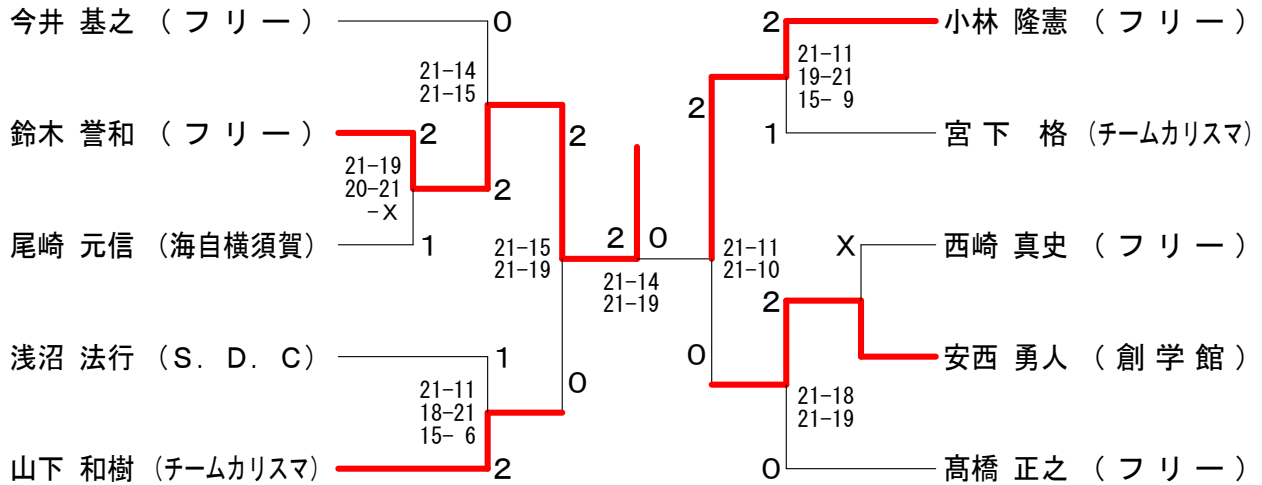 今井 基之 （ フ リ ー ）
0
21-14
21-15
鈴木 誉和 （ フ リ ー ）
2
2
21-19
20-21
-X
2
尾崎 元信 （海自横須賀）
1
21-15
21-19
2
0
21-14
21-19
浅沼 法行 （Ｓ．Ｄ．Ｃ）
1
21-11
18-21
15- 6
0
山下 和樹 （チームカリスマ）
2
2
小林 隆憲 （ フ リ ー ）
21-11
19-21
15- 9
2
1
宮 下　格 （チームカリスマ）
X
西崎 真史 （ フ リ ー ）
21-11
21-10
2
0
安西 勇人 （ 創 学 館 ）
21-18
21-19
0
髙橋 正之 （ フ リ ー ）